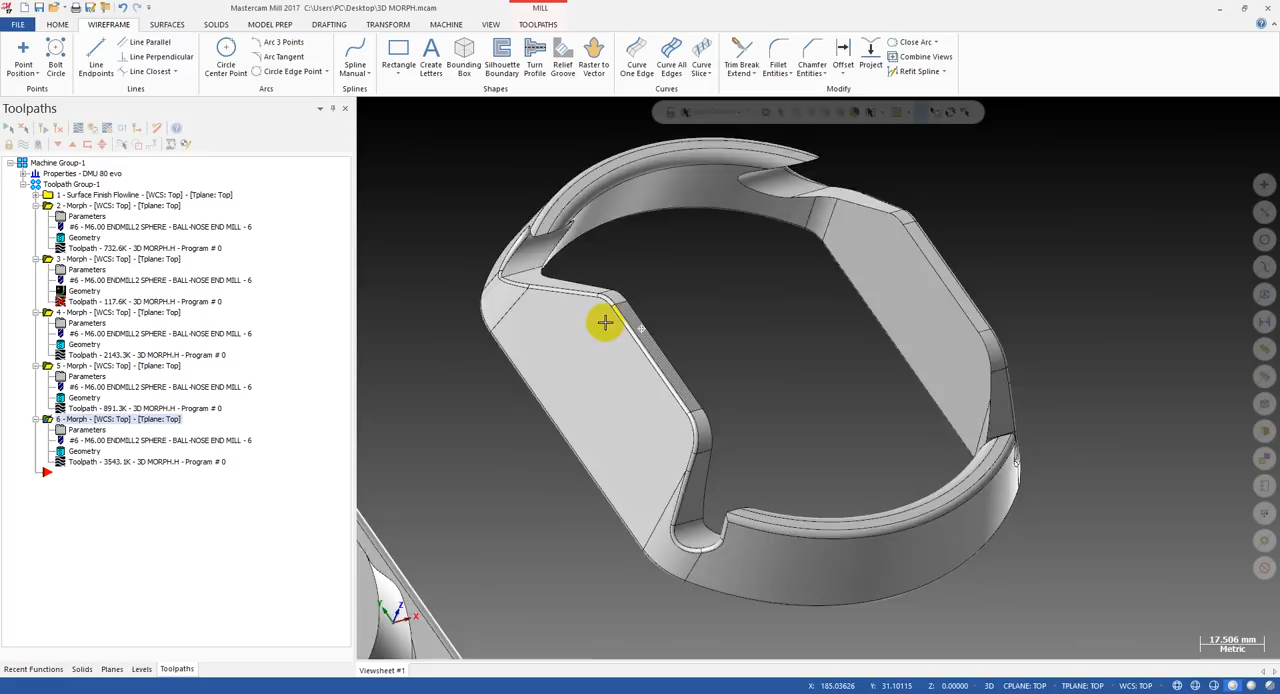 Mastercam Mill 2017 C:\Users\PC\Desktop\3D MORPH.mcam
MILL
FILE HOME WIREFRAME SURFACES SOLIDS MODEL PREP DRAFTING TRANSFORM MACHINE VIEW TOOLPATHS
Point Position
Bolt Circle
Line Endpoints
Line Parallel
Line Perpendicular
Line Closest
Circle Center Point
Arc 3 Points
Arc Tangent
Circle Edge Point
Spline Manual
Rectangle
Create Letters
Bounding Box
Silhouette Boundary
Turn Profile
Relief Groove
Raster to Vector
Curve One Edge
Curve All Edges
Curve Slice
Trim Break Extend
Fillet Entities
Chamfer Entities
Offset
Project
Close Arc
Combine Views
Refit Spline
Points Lines Arcs Splines Shapes Curves Modify
Toolpaths
G1
Machine Group-1
Properties - DMU 80 evo
Toolpath Group-1
1 - Surface Finish Flowline - [WCS: Top] - [Tplane: Top]
2 - Morph - [WCS: Top] - [Tplane: Top]
Parameters
#6 - M6.00 ENDMILL2 SPHERE - BALL-NOSE END MILL - 6
Geometry
Toolpath - 732.6K - 3D MORPH.H - Program # 0
3 - Morph - [WCS: Top] - [Tplane: Top]
Parameters
#6 - M6.00 ENDMILL2 SPHERE - BALL-NOSE END MILL - 6
Geometry
Toolpath - 117.6K - 3D MORPH.H - Program # 0
4 - Morph - [WCS: Top] - [Tplane: Top]
Parameters
#6 - M6.00 ENDMILL2 SPHERE - BALL-NOSE END MILL - 6
Geometry
Toolpath - 2143.3K - 3D MORPH.H - Program # 0
5 - Morph - [WCS: Top] - [Tplane: Top]
Parameters
#6 - M6.00 ENDMILL2 SPHERE - BALL-NOSE END MILL - 6
Geometry
Toolpath - 891.3K - 3D MORPH.H - Program # 0
6 - Morph - [WCS: Top] - [Tplane: Top]
Parameters
#6 - M6.00 ENDMILL2 SPHERE - BALL-NOSE END MILL - 6
Geometry
Toolpath - 3543.1K - 3D MORPH.H - Program # 0
Y Z X
17.506 mm
Metric
Recent Functions Solids Planes Levels Toolpaths
Viewsheet #1
X: 185.03626 Y: 31.10115 Z: 0.00000 3D CPLANE: TOP TPLANE: TOP WCS: TOP